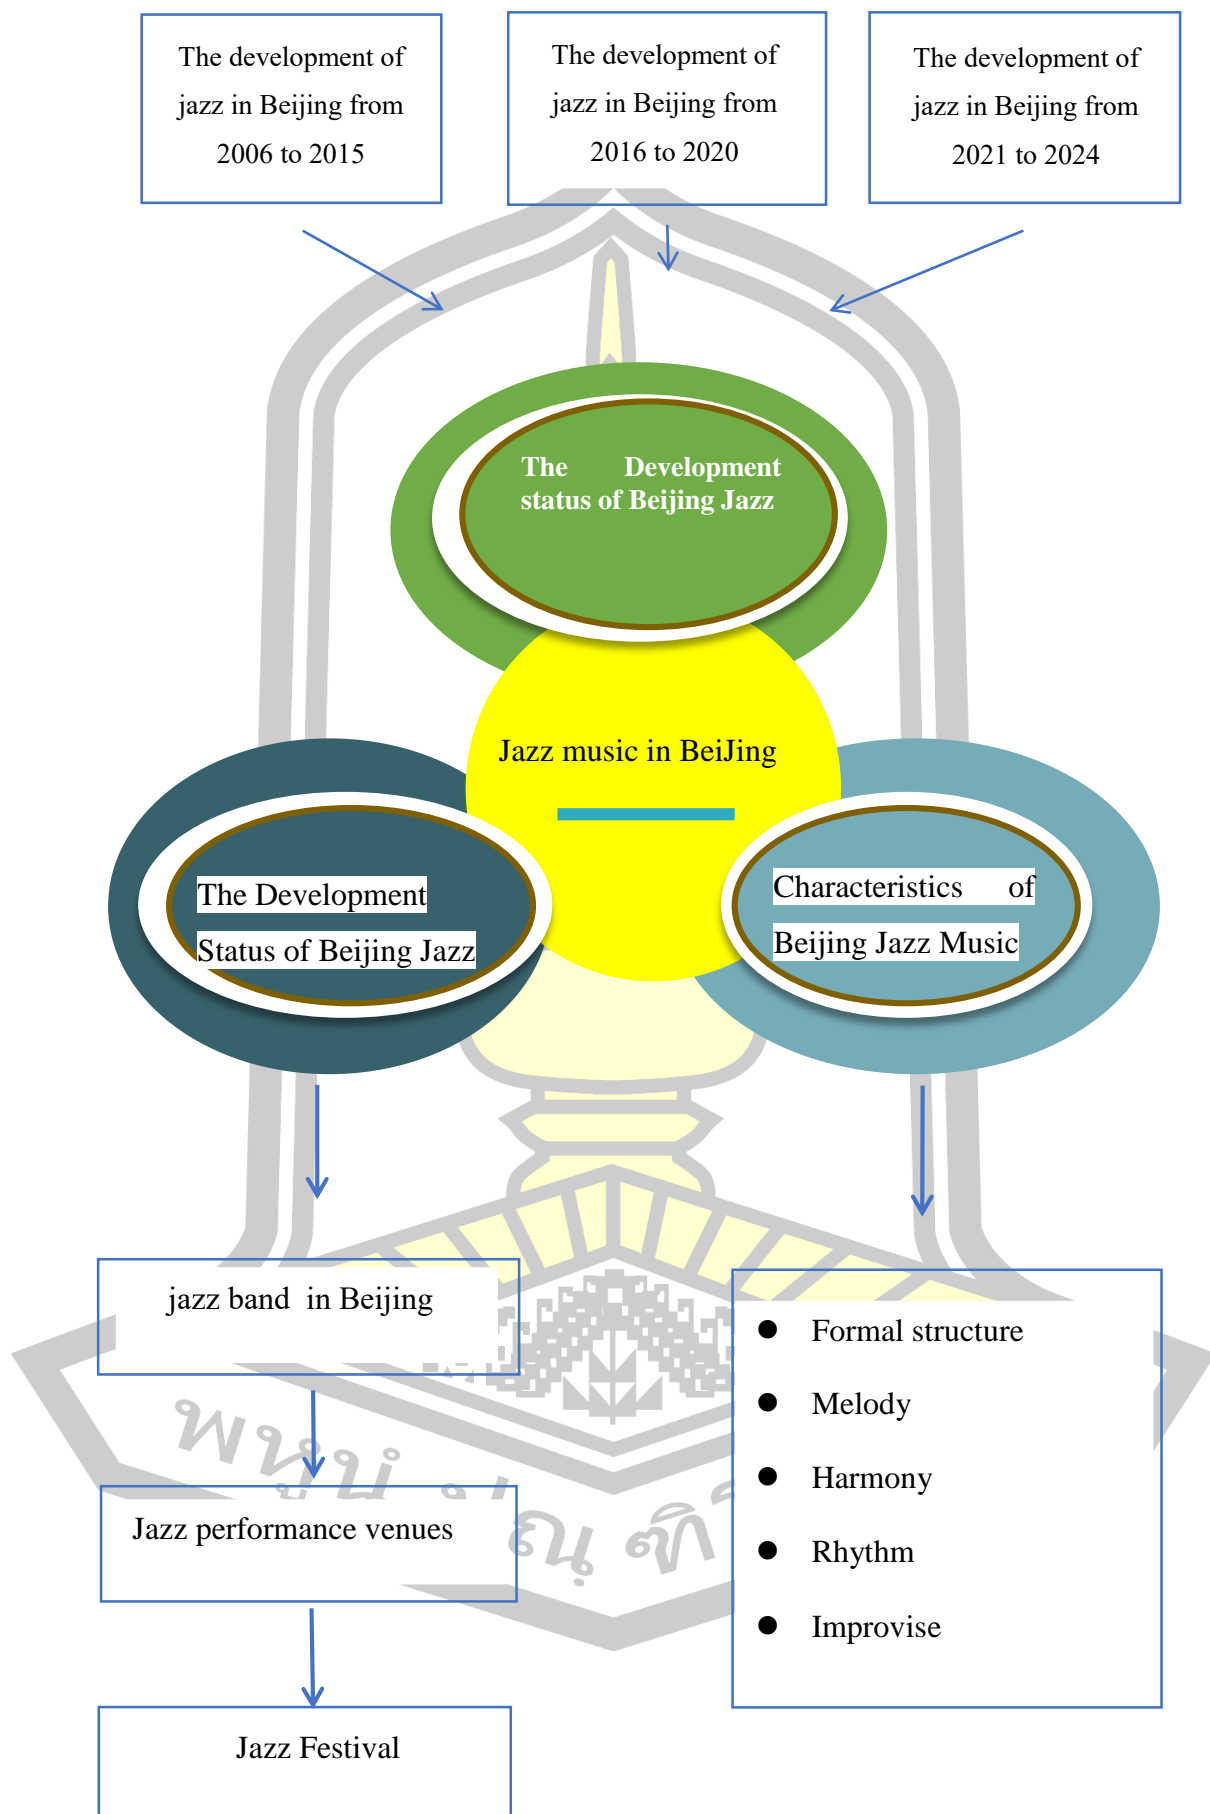 The development of
jazz in Beijing from
2006 to 2015
The development of
jazz in Beijing from
2016 to 2020
The development of
jazz in Beijing from
2021 to 2024
The Development
status of Beijing Jazz
Jazz music in BeiJing
The Development
Status of Beijing Jazz
Characteristics of
Beijing Jazz Music
jazz band in Beijing
Jazz performance venues
Jazz Festival
● Formal structure
● Melody
● Harmony
● Rhythm
● Improvise